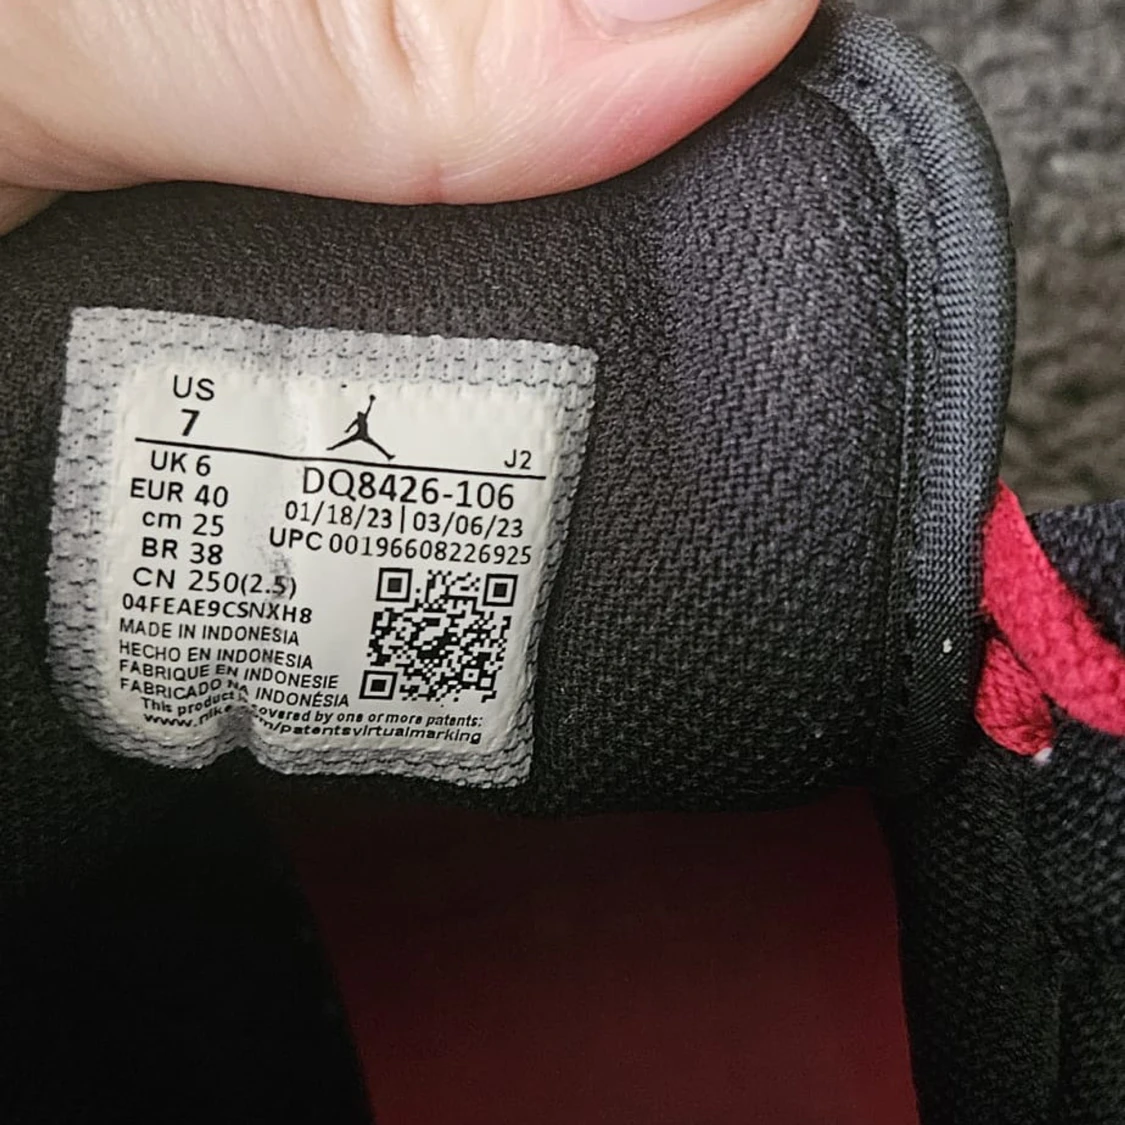 US
7
J2
UK 6
EUR 40
cm 25
BR 38
CN 250(2.5)
DQ8426-106
01/18/23 | 03/06/23
UPC 00196608226925
04FEAE9CSNXH8
MADE IN INDONESIA
HECHO EN INDONESIA
FABRIQUE EN INDONESIE
FABRICADO NA INDONÉSIA
This product covered by one or more patents:
www.nike m/patentsvirtualmarking